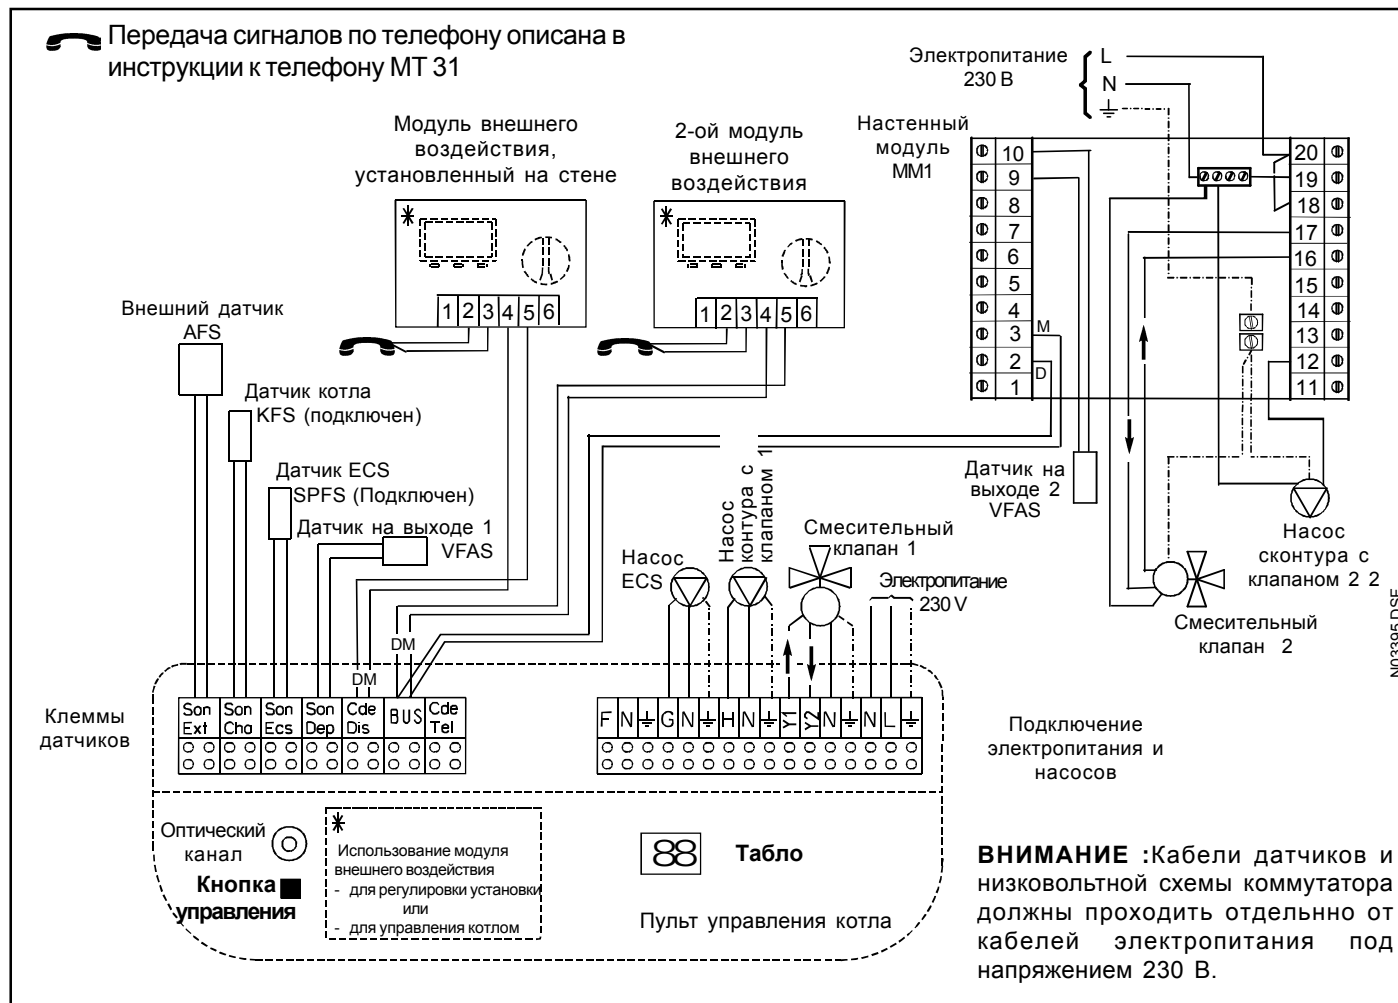 Передача сигналов по телефону описана в
инструкции к телефону МТ 31
Электропитание
230 В
L
N
Модуль внешнего
воздействия,
установленный на стене
2-ой модуль
внешнего
воздействия
Настенный
модуль
ММ1
10
9
8
7
6
5
4
3
2
1
M
D
20
19
18
17
16
15
14
13
12
11
1 2 3 4 5 6
1 2 3 4 5 6
Внешний датчик
AFS
Датчик котла
KFS (подключен)
Датчик ECS
SPFS (Подключен)
Датчик на выходе 1
VFAS
Насос
ECS
Насос
контура с
клапаном 1
Смесительный
клапан 1
Электропитание
230 V
Датчик на
выходе 2
VFAS
Насос
сконтура с
клапаном 2 2
Смесительный
клапан 2
N03395.DSF
DM
DM
Клеммы
датчиков
Son Ext
Son Cha
Son Ecs
Son Dep
Cde Dis
BUS
Cde Tel
F N G N H N Y1 Y2 N N L
Подключение
электропитания и
насосов
Оптический
канал
Кнопка
управления
Использование модуля
внешнего воздействия
- для регулировки установки
или
- для управления котлом
88
Табло
Пульт управления котла
ВНИМАНИЕ :Кабели датчиков и
низковольтной схемы коммутатора
должны проходить отдельнно от
кабелей электропитания под
напряжением 230 В.